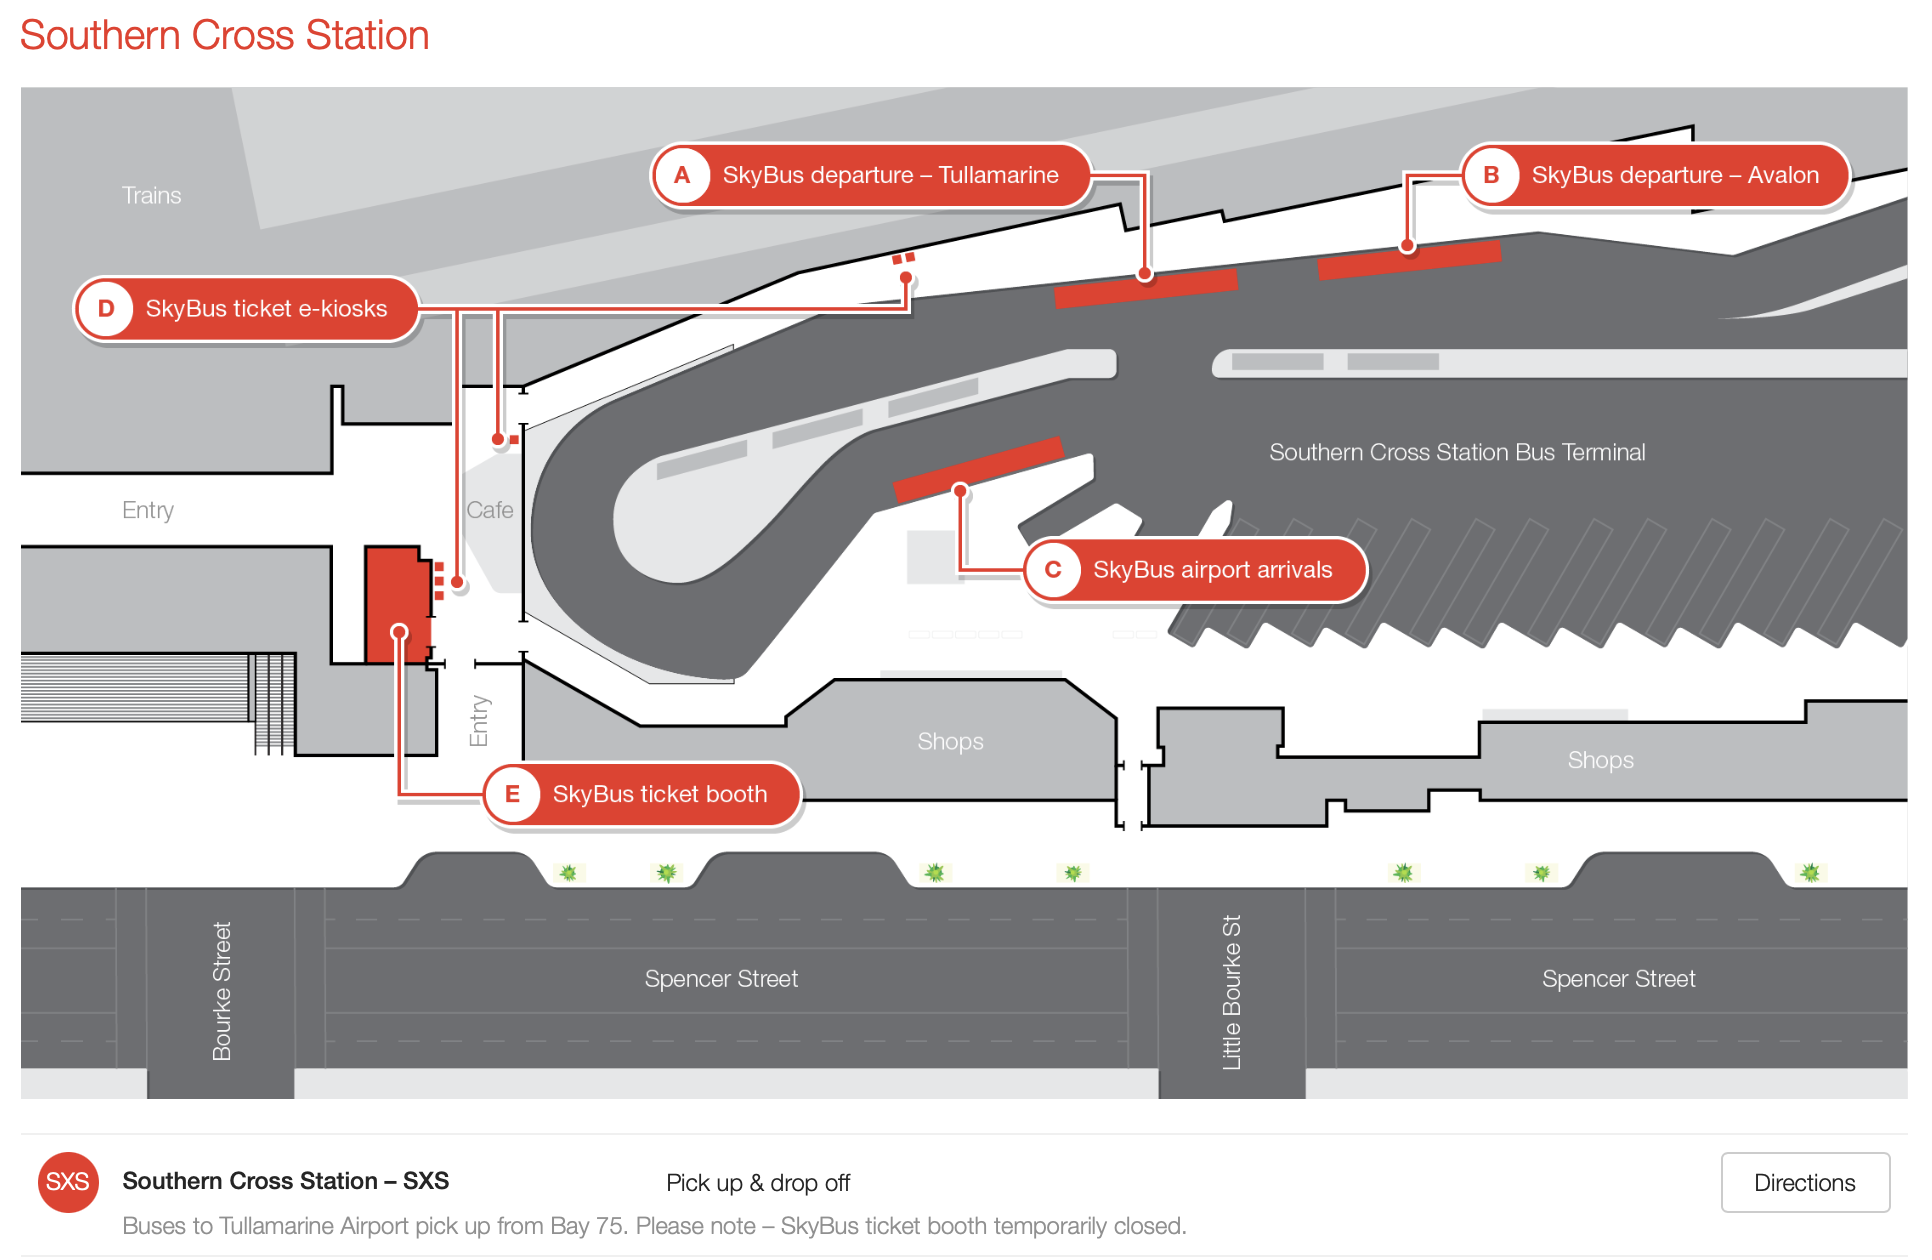 Southern Cross Station
Trains
A SkyBus departure – Tullamarine
B SkyBus departure – Avalon
D SkyBus ticket e-kiosks
Southern Cross Station Bus Terminal
Entry
Cafe
C SkyBus airport arrivals
Entry
Shops
Shops
E SkyBus ticket booth
Bourke Street
Spencer Street
Little Bourke St
Spencer Street
SXS
Southern Cross Station – SXS
Pick up & drop off
Directions
Buses to Tullamarine Airport pick up from Bay 75. Please note – SkyBus ticket booth temporarily closed.